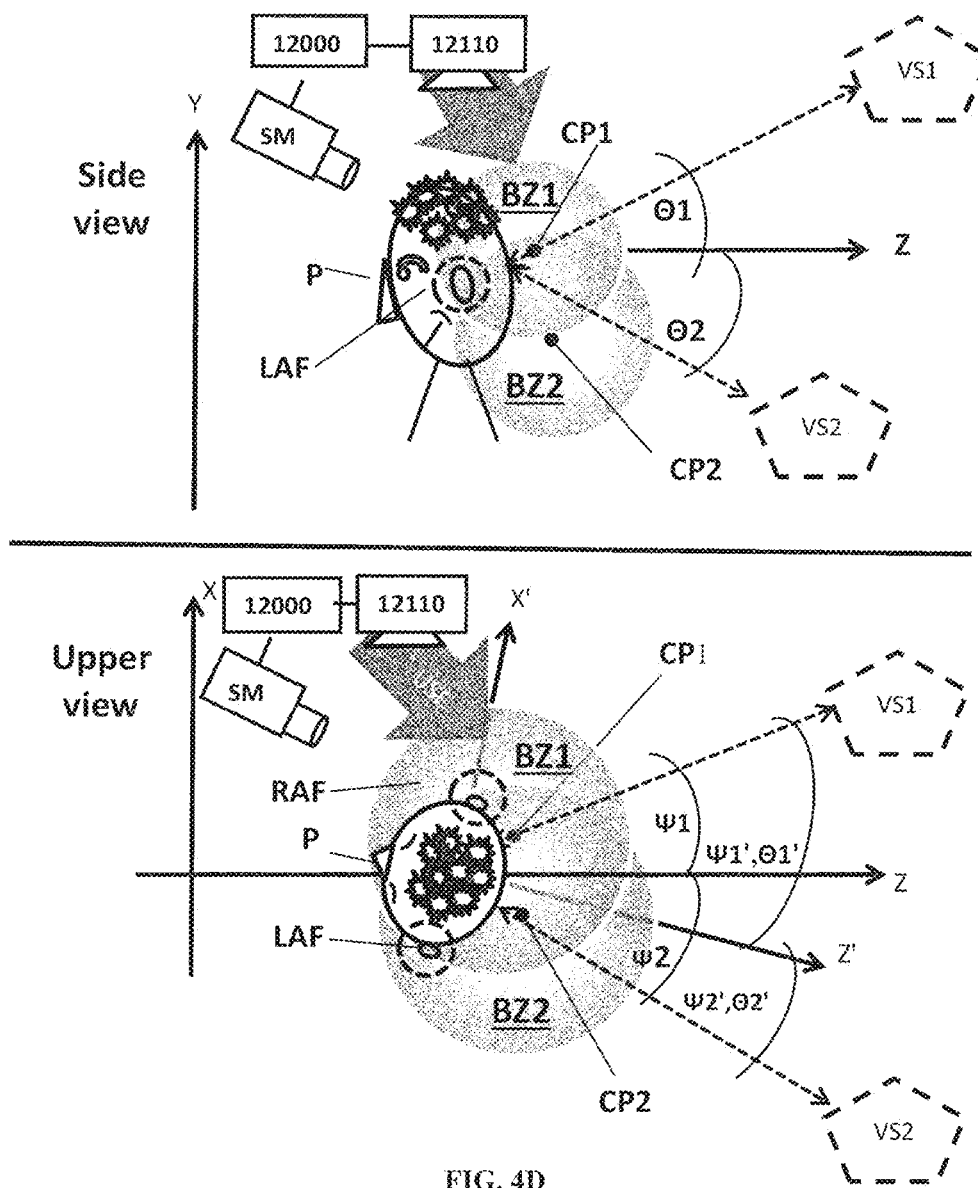 12000
12110
VS1
Y
SM
CP1
Side
view
BZ1
Θ1
Z
P
Θ2
LAF
BZ2
VS2
CP2
X
12000
12110
X'
Upper
view
SM
CP1
VS1
BZ1
RAF
Ψ1
P
Ψ1',Θ1'
Z
LAF
Ψ2
Z'
Ψ2',Θ2'
BZ2
CP2
VS2
FIG. 4D